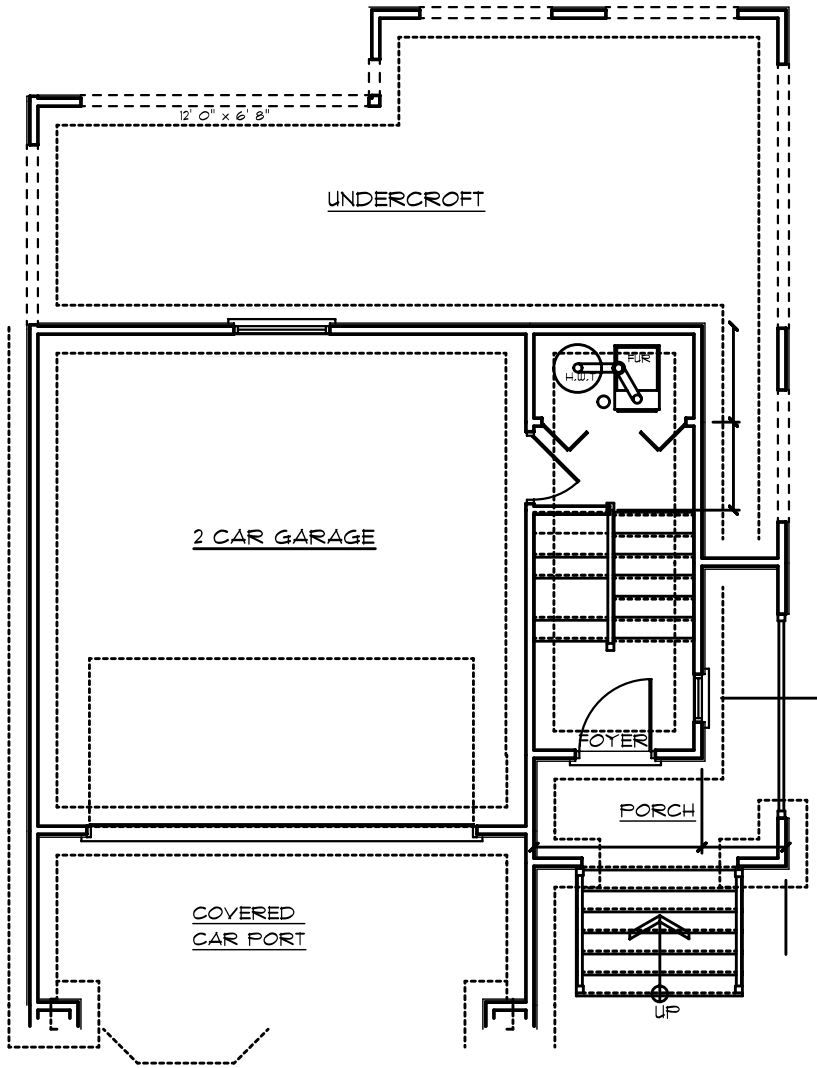 12' 0" x 6' 8"
UNDERCROFT
FUR
H.W.T
2 CAR GARAGE
FOYER
PORCH
COVERED
CAR PORT
UP